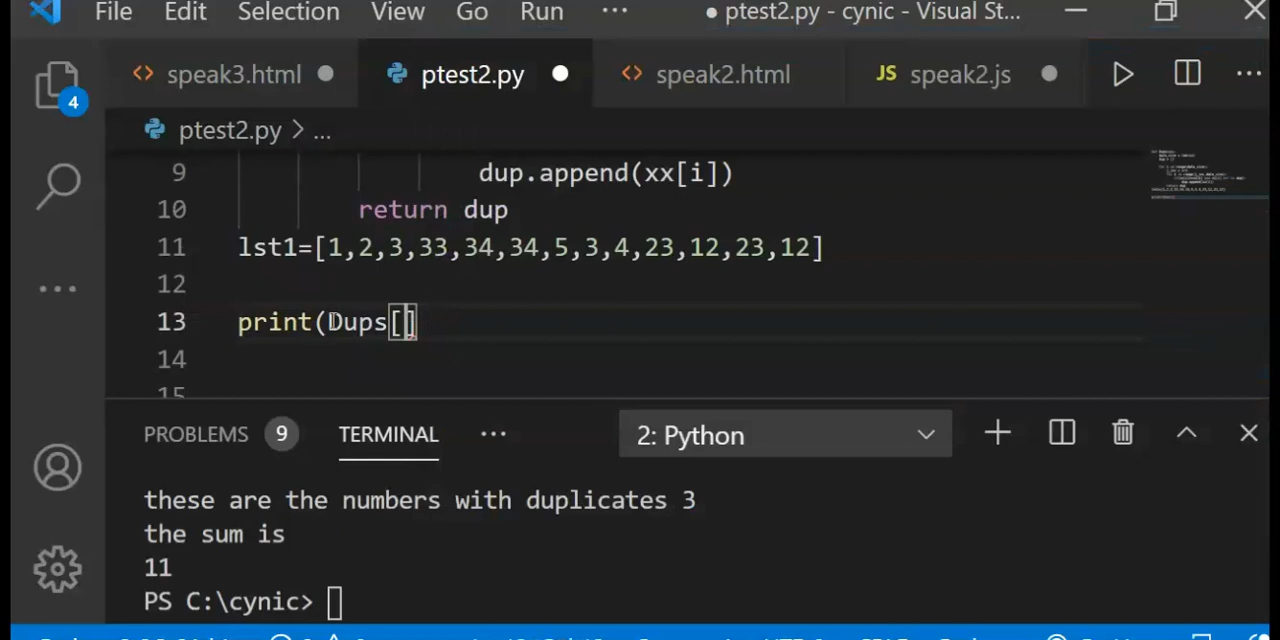 File Edit Selection View Go Run ··· ● ptest2.py - cynic - Visual St...
speak3.html ptest2.py speak2.html JS speak2.js ···
4
ptest2.py > ...
9 dup.append(xx[i])
10 return dup
11 lst1=[1,2,3,33,34,34,5,3,4,23,12,23,12]
12
13 print(Dups[]
14
15
PROBLEMS 9 TERMINAL ··· 2: Python
these are the numbers with duplicates 3
the sum is
11
PS C:\cynic>